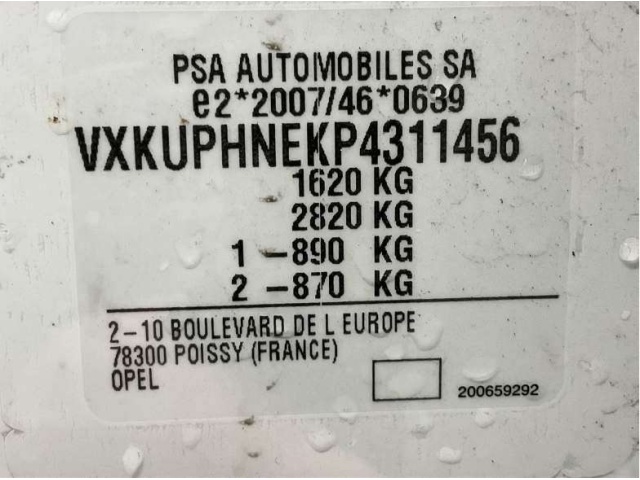 PSA AUTOMOBILES SA
e2*2007/46*0639
VXKUPHNEKP4311456
1620 KG
2820 KG
1 -890 KG
2 -870 KG
2-10 BOULEVARD DE L EUROPE
78300 POISSY (FRANCE)
OPEL
200659292